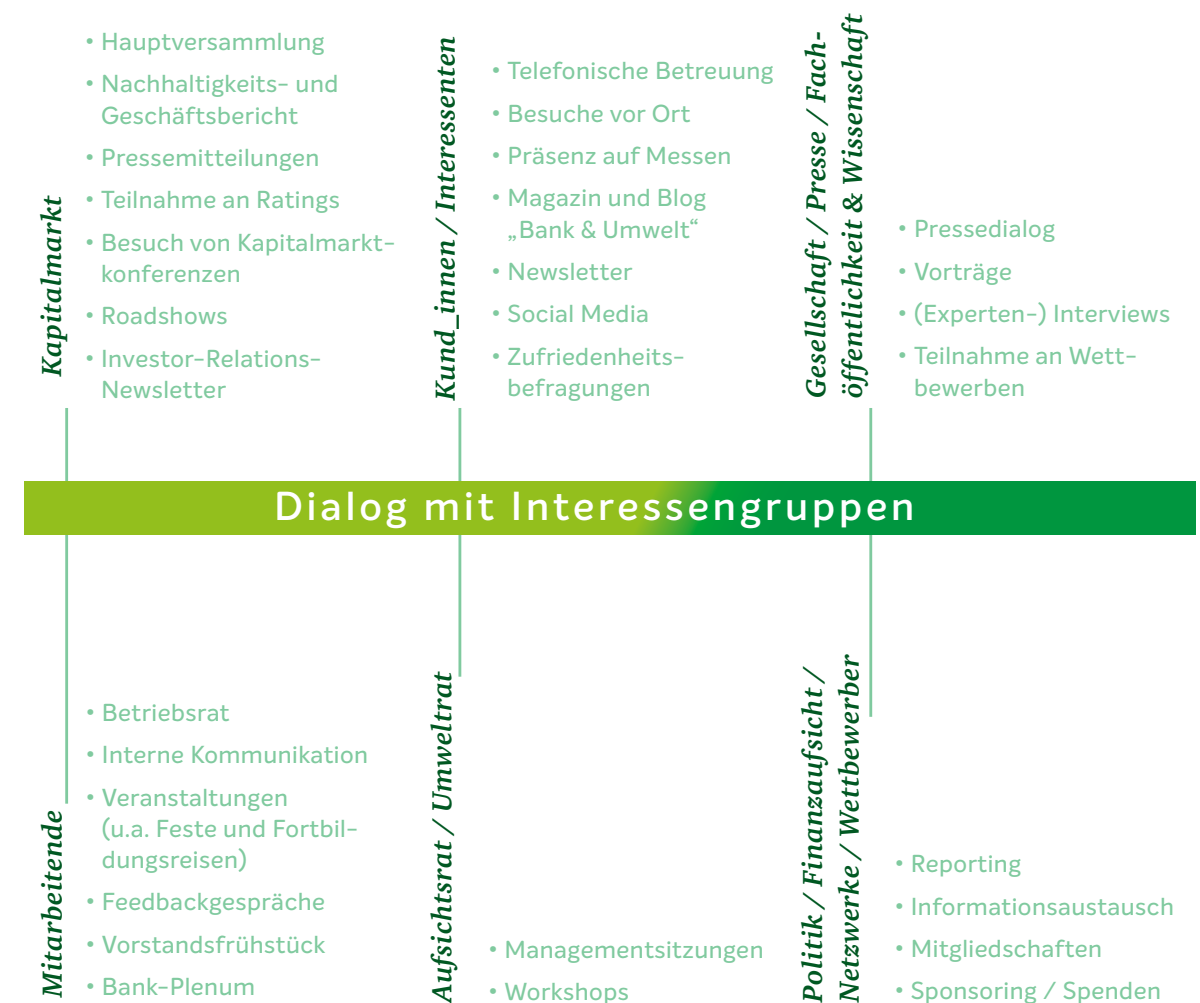 Kapitalmarkt
• Hauptversammlung
• Nachhaltigkeits- und
Geschäftsbericht
• Pressemitteilungen
• Teilnahme an Ratings
• Besuch von Kapitalmarkt-
konferenzen
• Roadshows
• Investor-Relations-
Newsletter
Kund_innen / Interessenten
• Telefonische Betreuung
• Besuche vor Ort
• Präsenz auf Messen
• Magazin und Blog
„Bank & Umwelt“
• Newsletter
• Social Media
• Zufriedenheits-
befragungen
Gesellschaft / Presse / Fach-
öffentlichkeit & Wissenschaft
• Pressedialog
• Vorträge
• (Experten-) Interviews
• Teilnahme an Wett-
bewerben
Dialog mit Interessengruppen
Mitarbeitende
• Betriebsrat
• Interne Kommunikation
• Veranstaltungen
(u.a. Feste und Fortbil-
dungsreisen)
• Feedbackgespräche
• Vorstandsfrühstück
• Bank-Plenum
Aufsichtsrat / Umweltrat
• Managementsitzungen
• Workshops
Politik / Finanzaufsicht /
Netzwerke / Wettbewerber
• Reporting
• Informationsaustausch
• Mitgliedschaften
• Sponsoring / Spenden